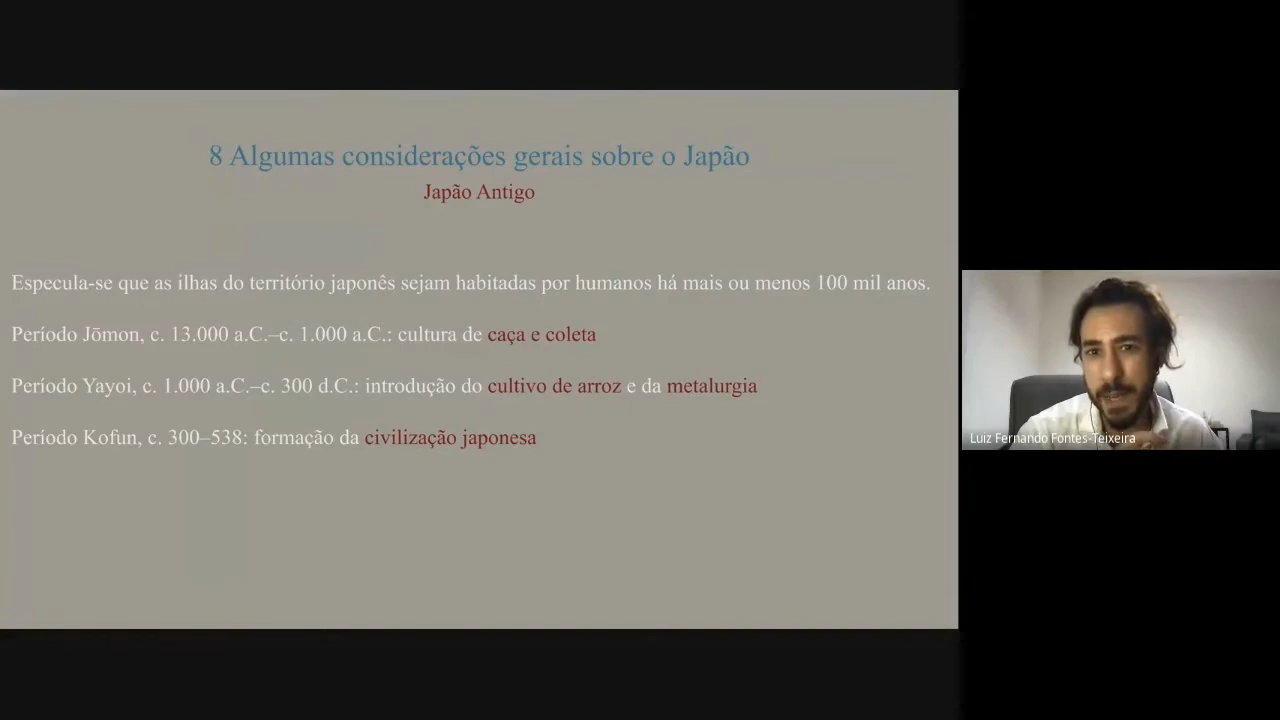 8 Algumas considerações gerais sobre o Japão
Japão Antigo
Especula-se que as ilhas do território japonês sejam habitadas por humanos há mais ou menos 100 mil anos.
Período Jōmon, c. 13.000 a.C.–c. 1.000 a.C.: cultura de caça e coleta
Período Yayoi, c. 1.000 a.C.–c. 300 d.C.: introdução do cultivo de arroz e da metalurgia
Período Kofun, c. 300–538: formação da civilização japonesa
Luiz Fernando Fontes-Teixeira